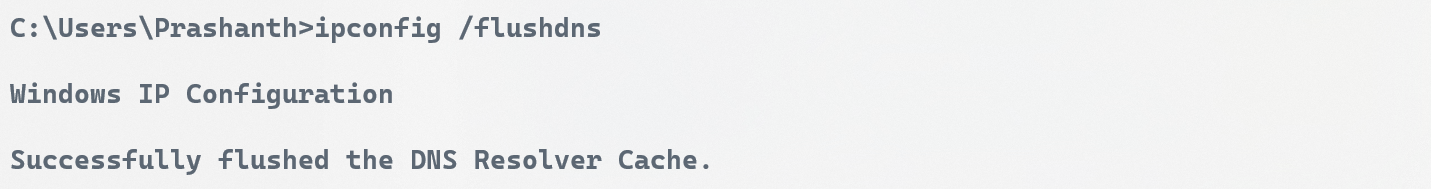 C:\Users\Prashanth>ipconfig /flushdns
Windows IP Configuration
Successfully flushed the DNS Resolver Cache.